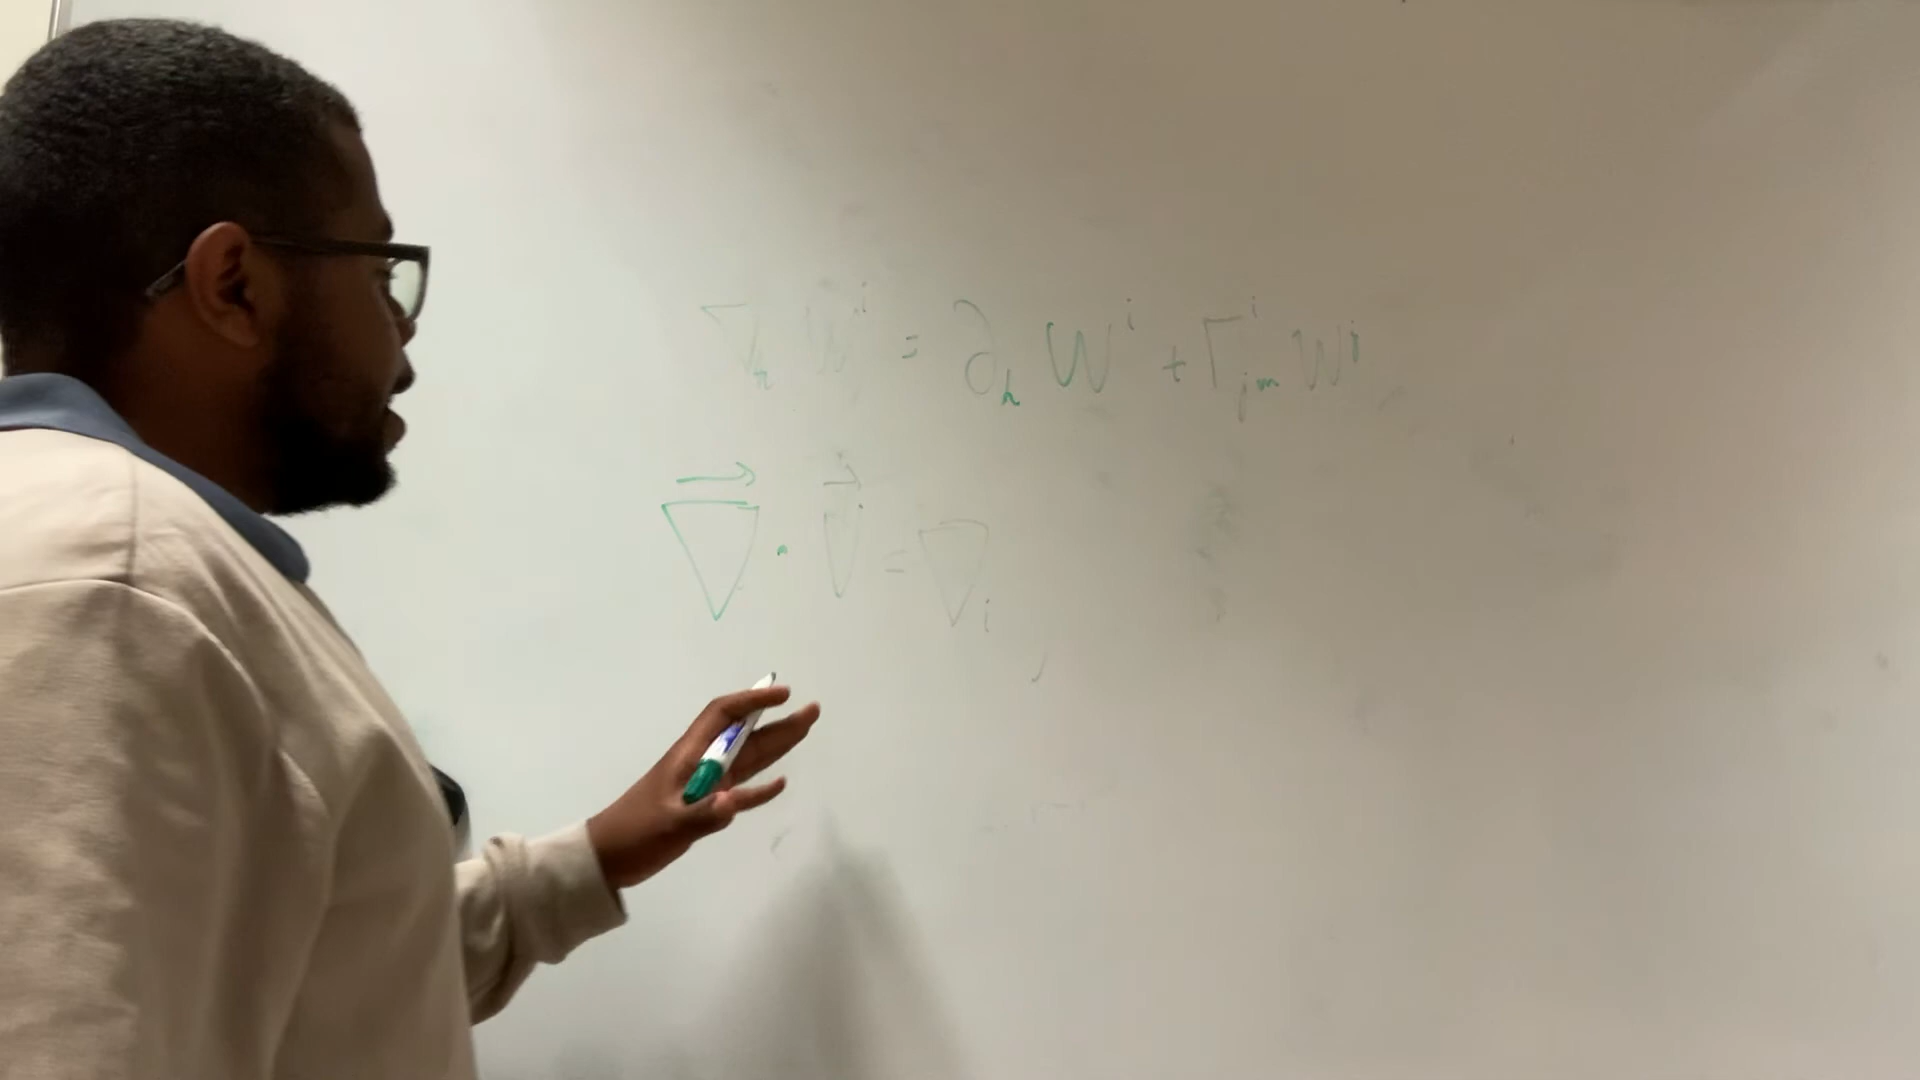 ∇ₕ Wⁱ = ∂ₕ Wⁱ + Γⁱⱼₘ Wʲ
∇⃗ · V⃗ = ∇ᵢ